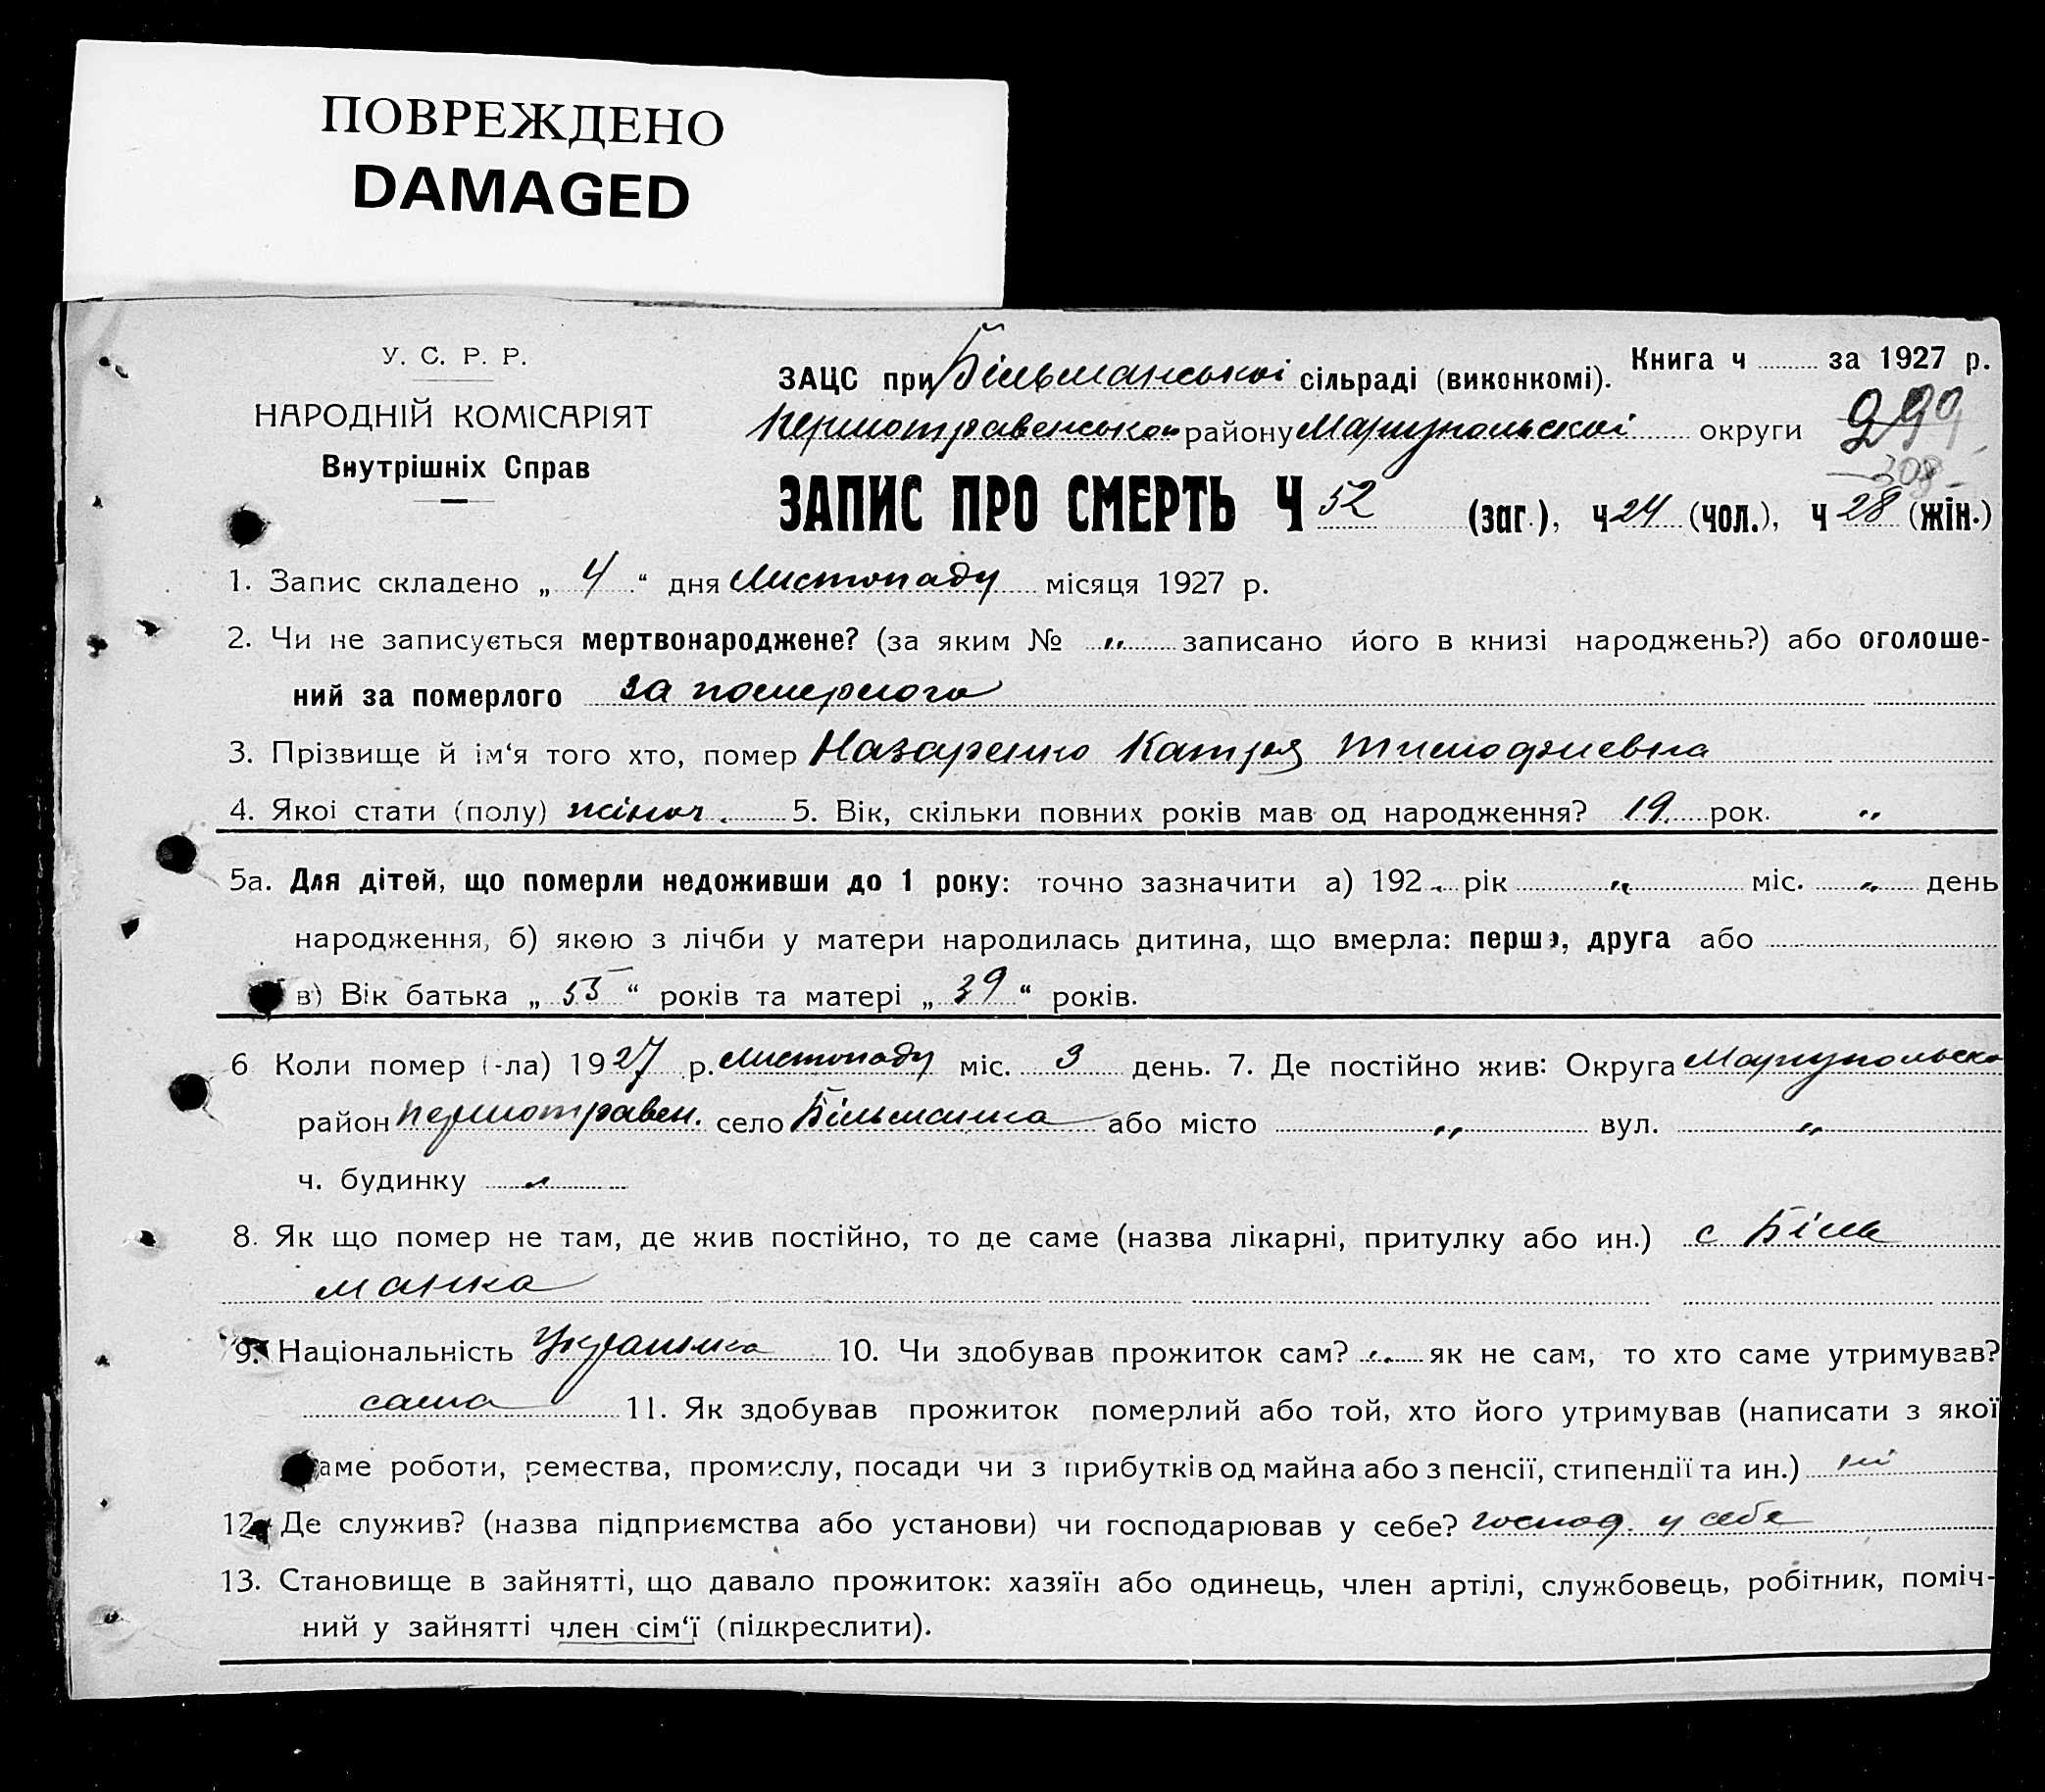 ПОВРЕЖДЕНО
DAMAGED
У. С. Р. Р.
НАРОДНІЙ КОМІСАРІЯТ
Внутрішніх Справ
Книга ч за 1927 р.
ЗАЦС при Більманської сільраді (виконкомі).
району Маріупольскої округи
299
308
ЗАПИС ПРО СМЕРТЬ Ч 52 (заг.), ч 24 (чол.), ч 28 (жін.)
1. Запис складено „ 4 “ дня Листопаду місяця 1927 р.
2. Чи не записується мертвонароджене? (за яким № „ записано його в книзі народжень?) або оголоше-
ний за померлого за померлого
3. Прізвище й ім‘я того хто, помер Назаренко Катря Тимофиевна
4. Якої стати (полу) жіноч. 5. Вік, скільки повних років мав од народження? 19 рок. „
5а. Для дітей, що померли недоживши до 1 року: точно зазначити а) 192 „ рік „ міс. „ день
народження, б) якою з лічби у матери народилась дитина, що вмерла: перша, друга або
в) Вік батька „ 55 “ років та матері „ 39 “ років.
6 Коли помер (-ла) 1927 р. Листопаду міс. 3 день. 7. Де постійно жив: Округа Маріупольска
район Першотравен. село Більманка або місто „ вул. „
ч. будинку „
8. Як що помер не там, де жив постійно, то де саме (назва лікарні, притулку або ин.) с Біль
манка
9. Національність Українка 10. Чи здобував прожиток сам? „ як не сам, то хто саме утримував?
сама 11. Як здобував прожиток померлий або той, хто його утримував (написати з якої
аме роботи, ремества, промислу, посади чи з прибутків од майна або з пенсії, стипендії та ин.)
12. Де служив? (назва підприємства або установи) чи господарював у себе? господ. у себе
13. Становище в зайнятті, що давало прожиток: хазяїн або одинець, член артілі, службовець, робітник, поміч-
ний у зайнятті член сім‘ї (підкреслити).